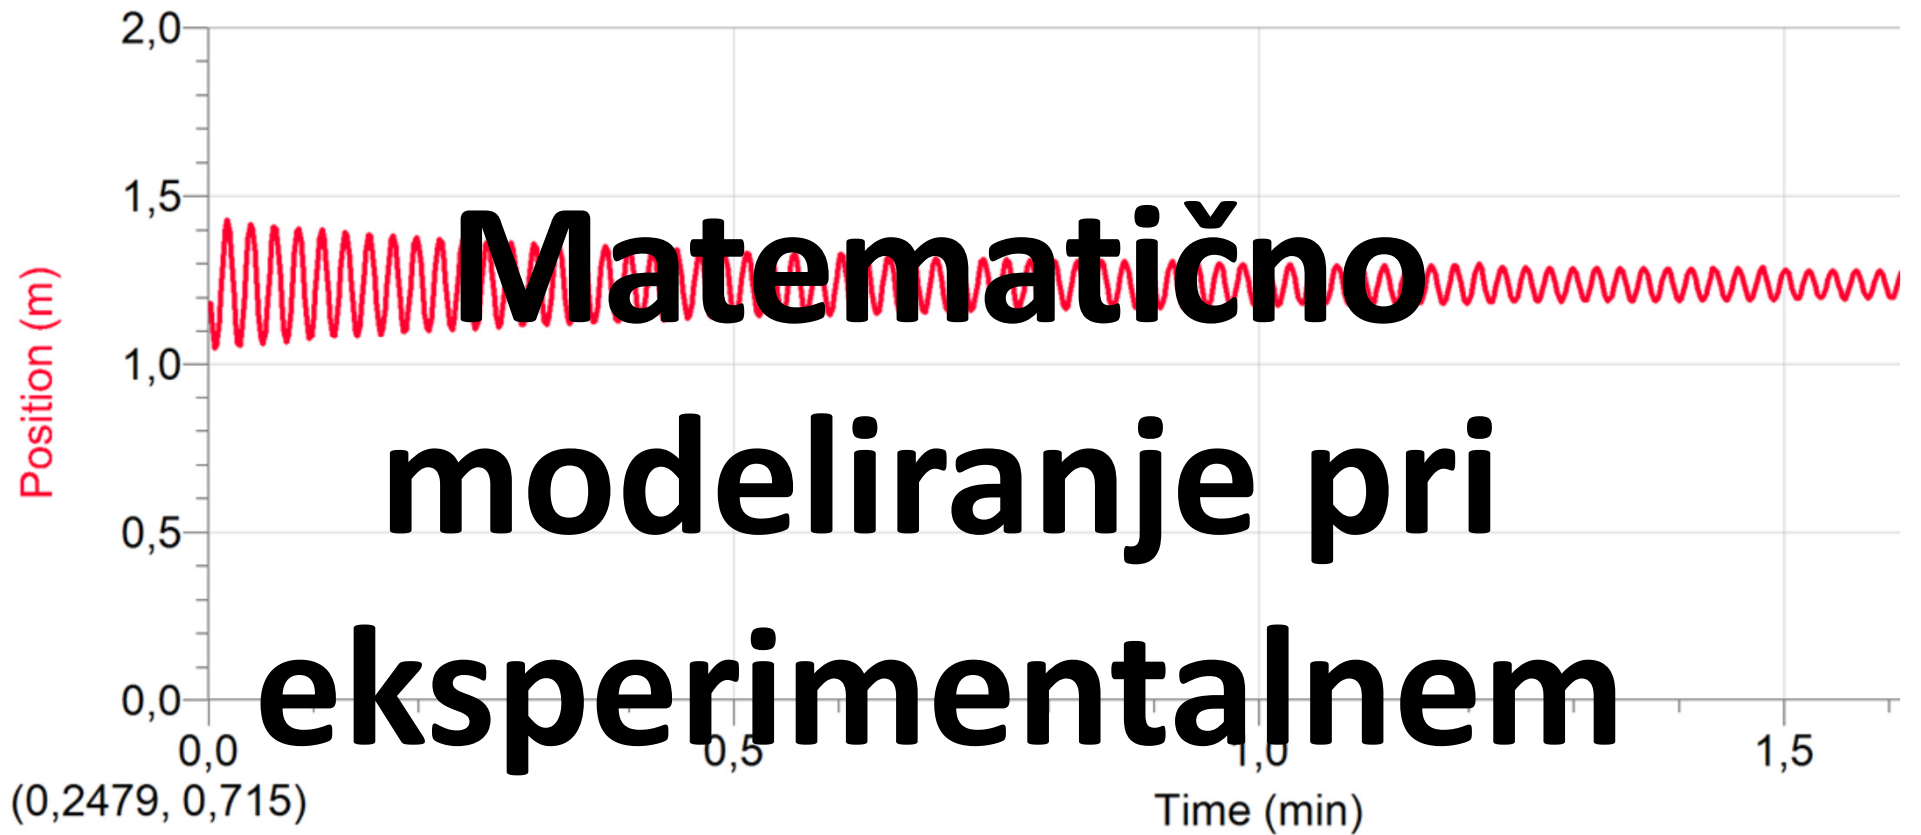 2,0
1,5
Matematično
Position (m)
1,0
modeliranje pri
0,5
eksperimentalnem
0,0
0,0 0,5 1,0 1,5
(0,2479, 0,715) Time (min)